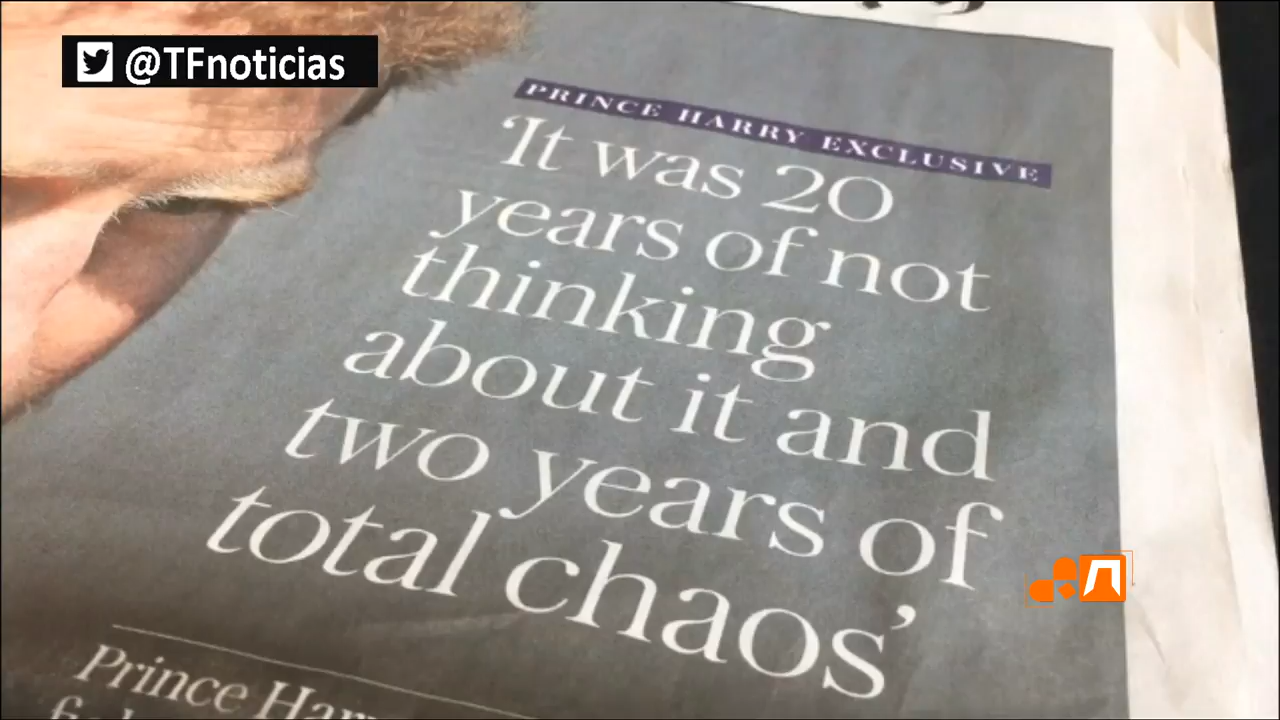 @TFnoticias
PRINCE HARRY EXCLUSIVE
‘It was 20
years of not
thinking
about it and
two years of
total chaos’
Prince Harry